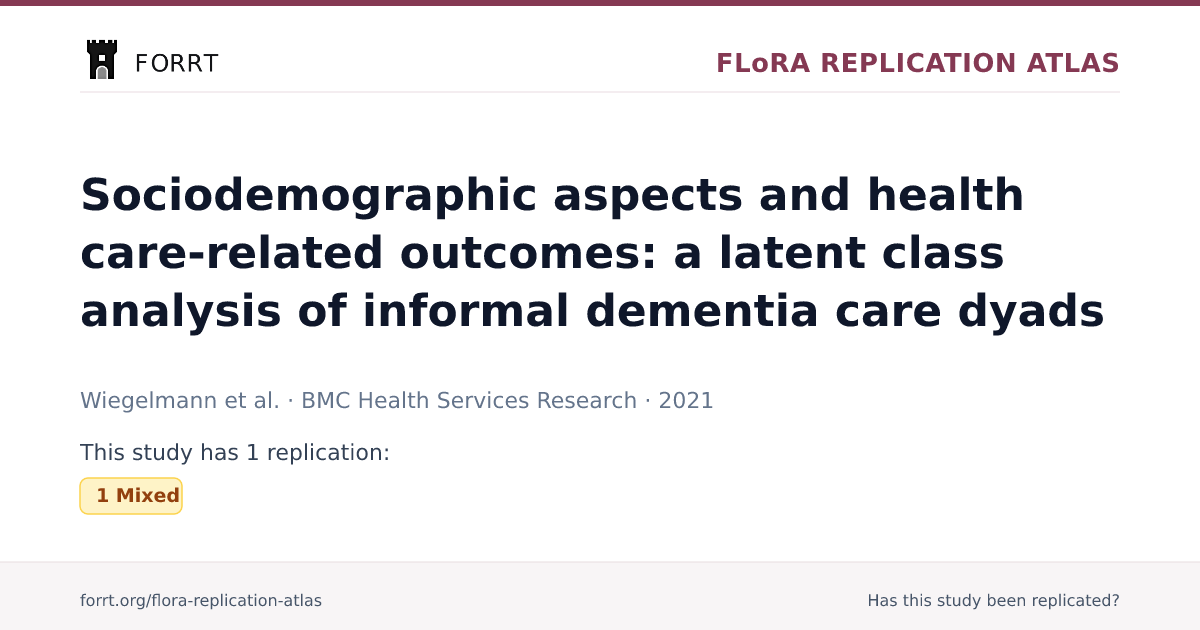 FORRT
FLoRA REPLICATION ATLAS
Sociodemographic aspects and health
care-related outcomes: a latent class
analysis of informal dementia care dyads
Wiegelmann et al. · BMC Health Services Research · 2021
This study has 1 replication:
1 Mixed
forrt.org/flora-replication-atlas
Has this study been replicated?